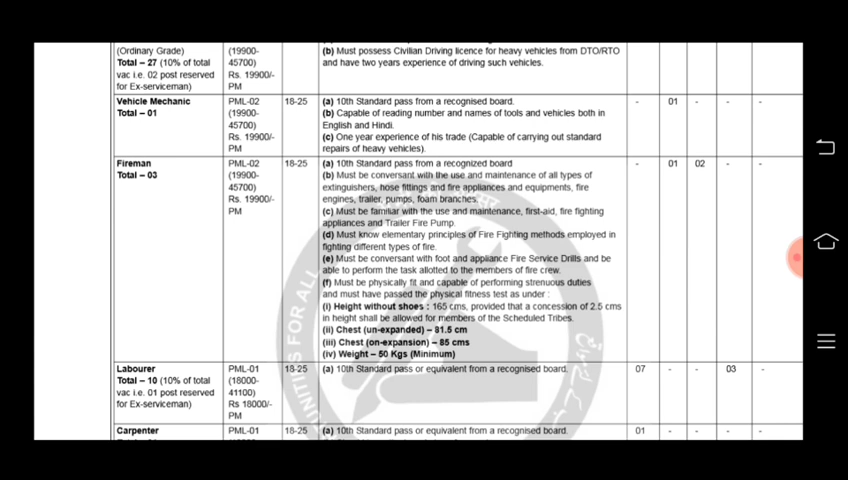 (Ordinary Grade)
Total – 27 (10% of total
vac i.e. 02 post reserved
for Ex-serviceman)
(19900-
45700)
Rs. 19900/-
PM
(b) Must possess Civilian Driving licence for heavy vehicles from DTO/RTO
and have two years experience of driving such vehicles.
Vehicle Mechanic
Total – 01
PML-02
(19900-
45700)
Rs. 19900/-
PM
18-25
(a) 10th Standard pass from a recognised board.
(b) Capable of reading number and names of tools and vehicles both in
English and Hindi.
(c) One year experience of his trade (Capable of carrying out standard
repairs of heavy vehicles).
- 01 - - -
Fireman
Total – 03
PML-02
(19900-
45700)
Rs. 19900/-
PM
18-25
(a) 10th Standard pass from a recognized board
(b) Must be conversant with the use and maintenance of all types of
extinguishers, hose fittings and fire appliances and equipments, fire
engines, trailer, pumps, foam branches.
(c) Must be familiar with the use and maintenance, first-aid, fire fighting
appliances and Trailer Fire Pump.
(d) Must know elementary principles of Fire Fighting methods employed in
fighting different types of fire.
(e) Must be conversant with foot and appliance Fire Service Drills and be
able to perform the task allotted to the members of fire crew.
(f) Must be physically fit and capable of performing strenuous duties
and must have passed the physical fitness test as under :
(i) Height without shoes : 165 cms, provided that a concession of 2.5 cms
in height shall be allowed for members of the Scheduled Tribes.
(ii) Chest (un-expanded) – 81.5 cm
(iii) Chest (on-expansion) – 85 cms
(iv) Weight – 50 Kgs (Minimum)
- 01 02 - -
Labourer
Total – 10 (10% of total
vac i.e. 01 post reserved
for Ex-serviceman)
PML-01
(18000-
41100)
Rs 18000/-
PM
18-25
(a) 10th Standard pass or equivalent from a recognised board.
07 - - 03 -
Carpenter
PML-01
18-25
(a) 10th Standard pass or equivalent from a recognised board.
01 - - - -
UNITIES FOR ALL